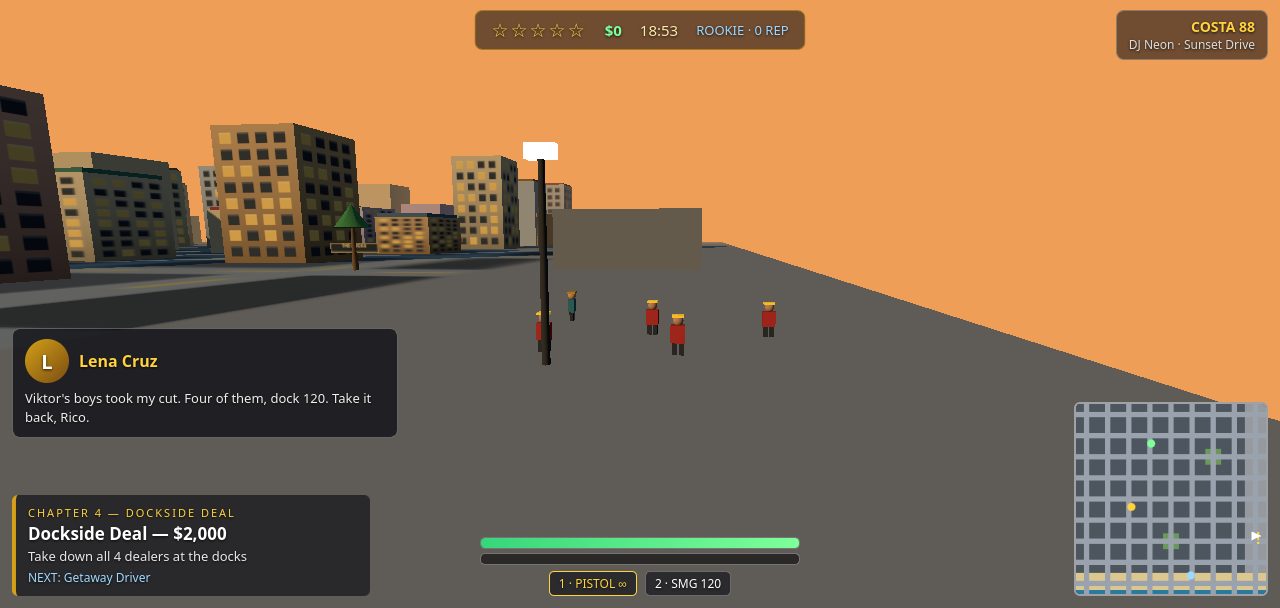 ☆☆☆☆☆ $0 18:53 ROOKIE · 0 REP
COSTA 88
DJ Neon · Sunset Drive
L
Lena Cruz
Viktor's boys took my cut. Four of them, dock 120. Take it
back, Rico.
CHAPTER 4 — DOCKSIDE DEAL
Dockside Deal — $2,000
Take down all 4 dealers at the docks
NEXT: Getaway Driver
1 · PISTOL ∞
2 · SMG 120